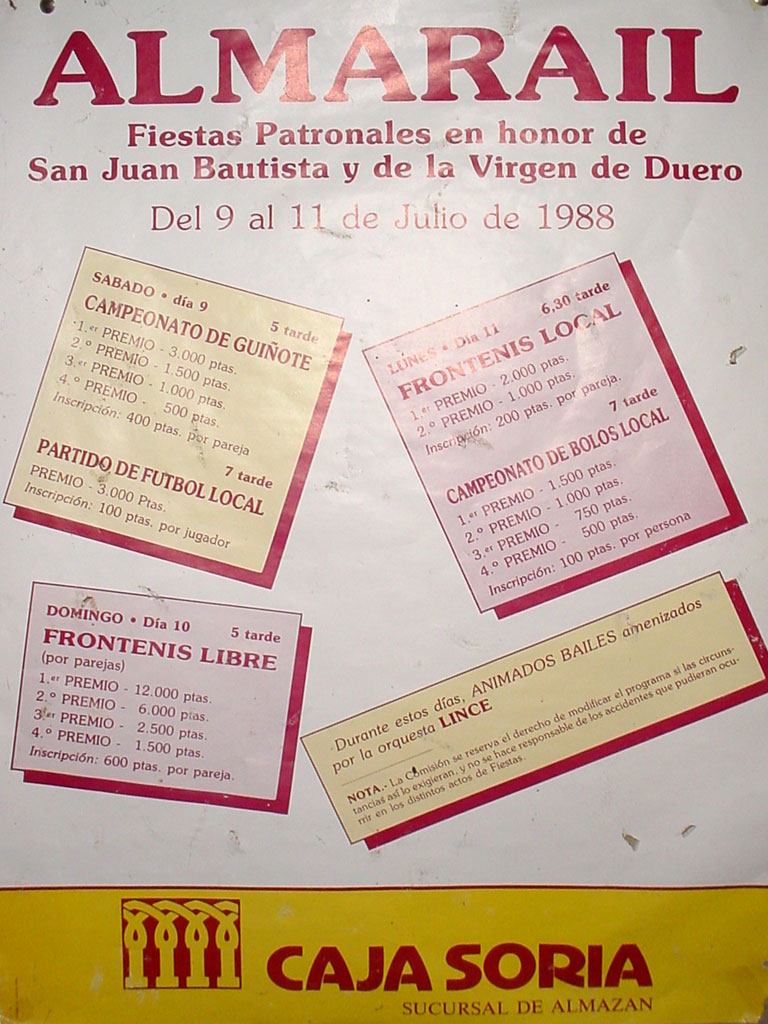 ALMARAIL
Fiestas Patronales en honor de
San Juan Bautista y de la Virgen de Duero
Del 9 al 11 de Julio de 1988
SABADO • día 9
5 tarde
CAMPEONATO DE GUIÑOTE
1.er PREMIO - 3.000 ptas.
2.º PREMIO - 1.500 ptas.
3.er PREMIO - 1.000 ptas.
4.º PREMIO - 500 ptas.
Inscripción: 400 ptas. por pareja
7 tarde
PARTIDO DE FUTBOL LOCAL
PREMIO - 3.000 Ptas.
Inscripción: 100 ptas. por jugador
LUNES • Día 11
6,30 tarde
FRONTENIS LOCAL
1.er PREMIO - 2.000 ptas.
2.º PREMIO - 1.000 ptas.
Inscripción: 200 ptas. por pareja.
7 tarde
CAMPEONATO DE BOLOS LOCAL
1.er PREMIO - 1.500 ptas.
2.º PREMIO - 1.000 ptas.
3.er PREMIO - 750 ptas.
4.º PREMIO - 500 ptas.
Inscripción: 100 ptas. por persona
DOMINGO • Día 10
5 tarde
FRONTENIS LIBRE
(por parejas)
1.er PREMIO - 12.000 ptas.
2.º PREMIO - 6.000 ptas.
3.er PREMIO - 2.500 ptas.
4.º PREMIO - 1.500 ptas.
Inscripción: 600 ptas. por pareja.
Durante estos días, ANIMADOS BAILES amenizados
por la orquesta LINCE
NOTA.- La Comisión se reserva el derecho de modificar el programa si las circuns-
tancias así lo exigieran, y no se hace responsable de los accidentes que pudieran ocu-
rrir en los distintos actos de Fiestas.
CAJA SORIA
SUCURSAL DE ALMAZAN